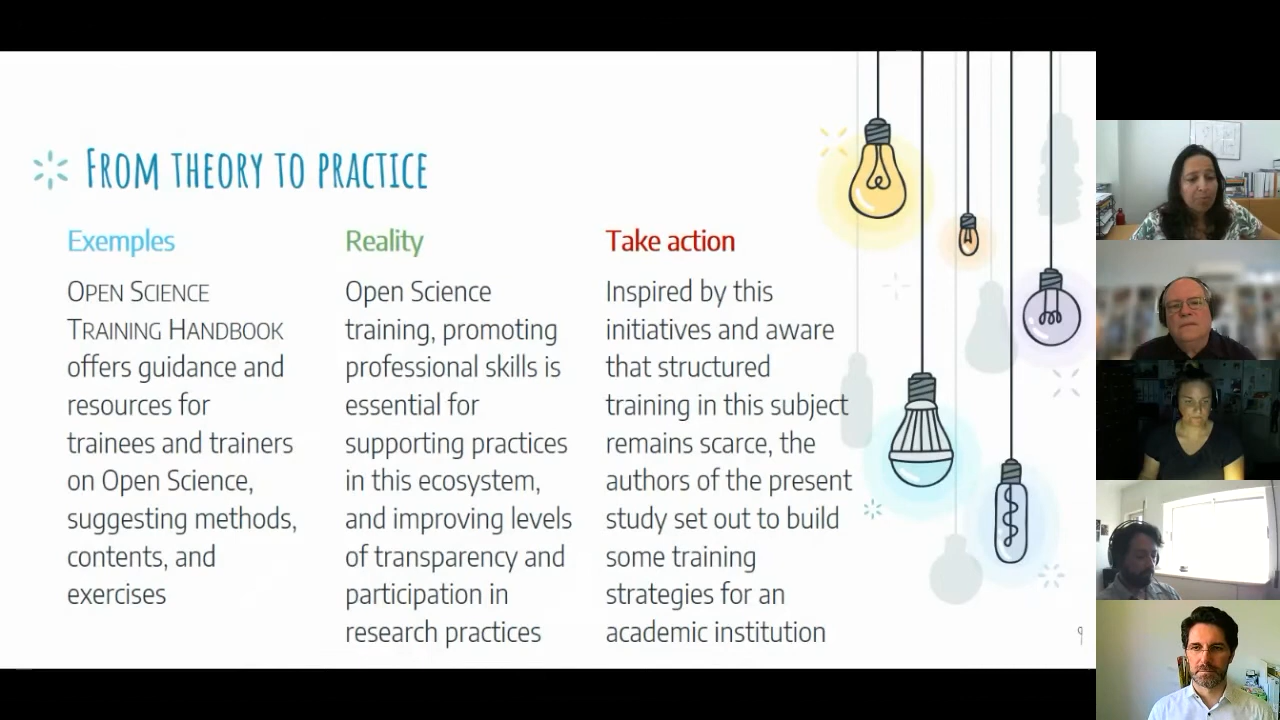 From theory to practice
Exemples
Open Science
Training Handbook
offers guidance and
resources for
trainees and trainers
on Open Science,
suggesting methods,
contents, and
exercises
Reality
Open Science
training, promoting
professional skills is
essential for
supporting practices
in this ecosystem,
and improving levels
of transparency and
participation in
research practices
Take action
Inspired by this
initiatives and aware
that structured
training in this subject
remains scarce, the
authors of the present
study set out to build
some training
strategies for an
academic institution
9